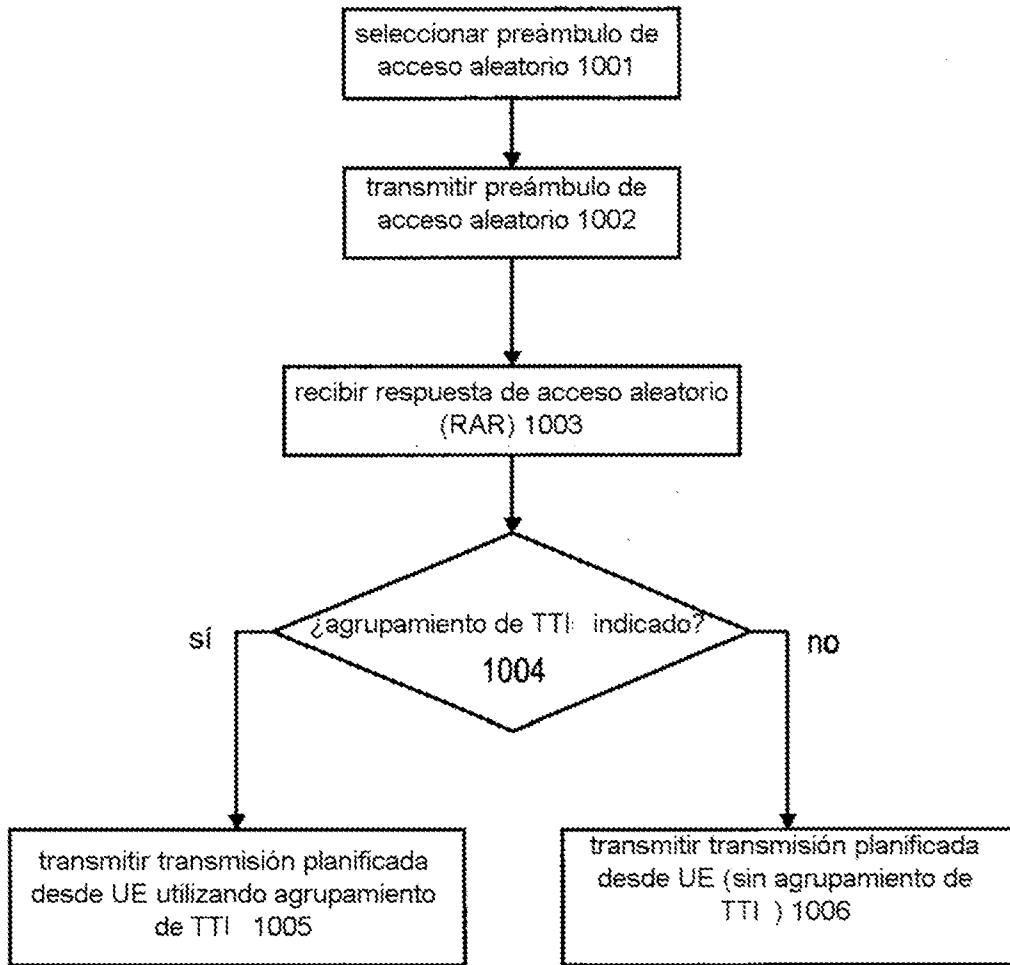 seleccionar preámbulo de
acceso aleatorio 1001
transmitir preámbulo de
acceso aleatorio 1002
recibir respuesta de acceso aleatorio
(RAR) 1003
¿agrupamiento de TTI indicado?
1004
sí
no
transmitir transmisión planificada
desde UE utilizando agrupamiento
de TTI 1005
transmitir transmisión planificada
desde UE (sin agrupamiento de
TTI ) 1006